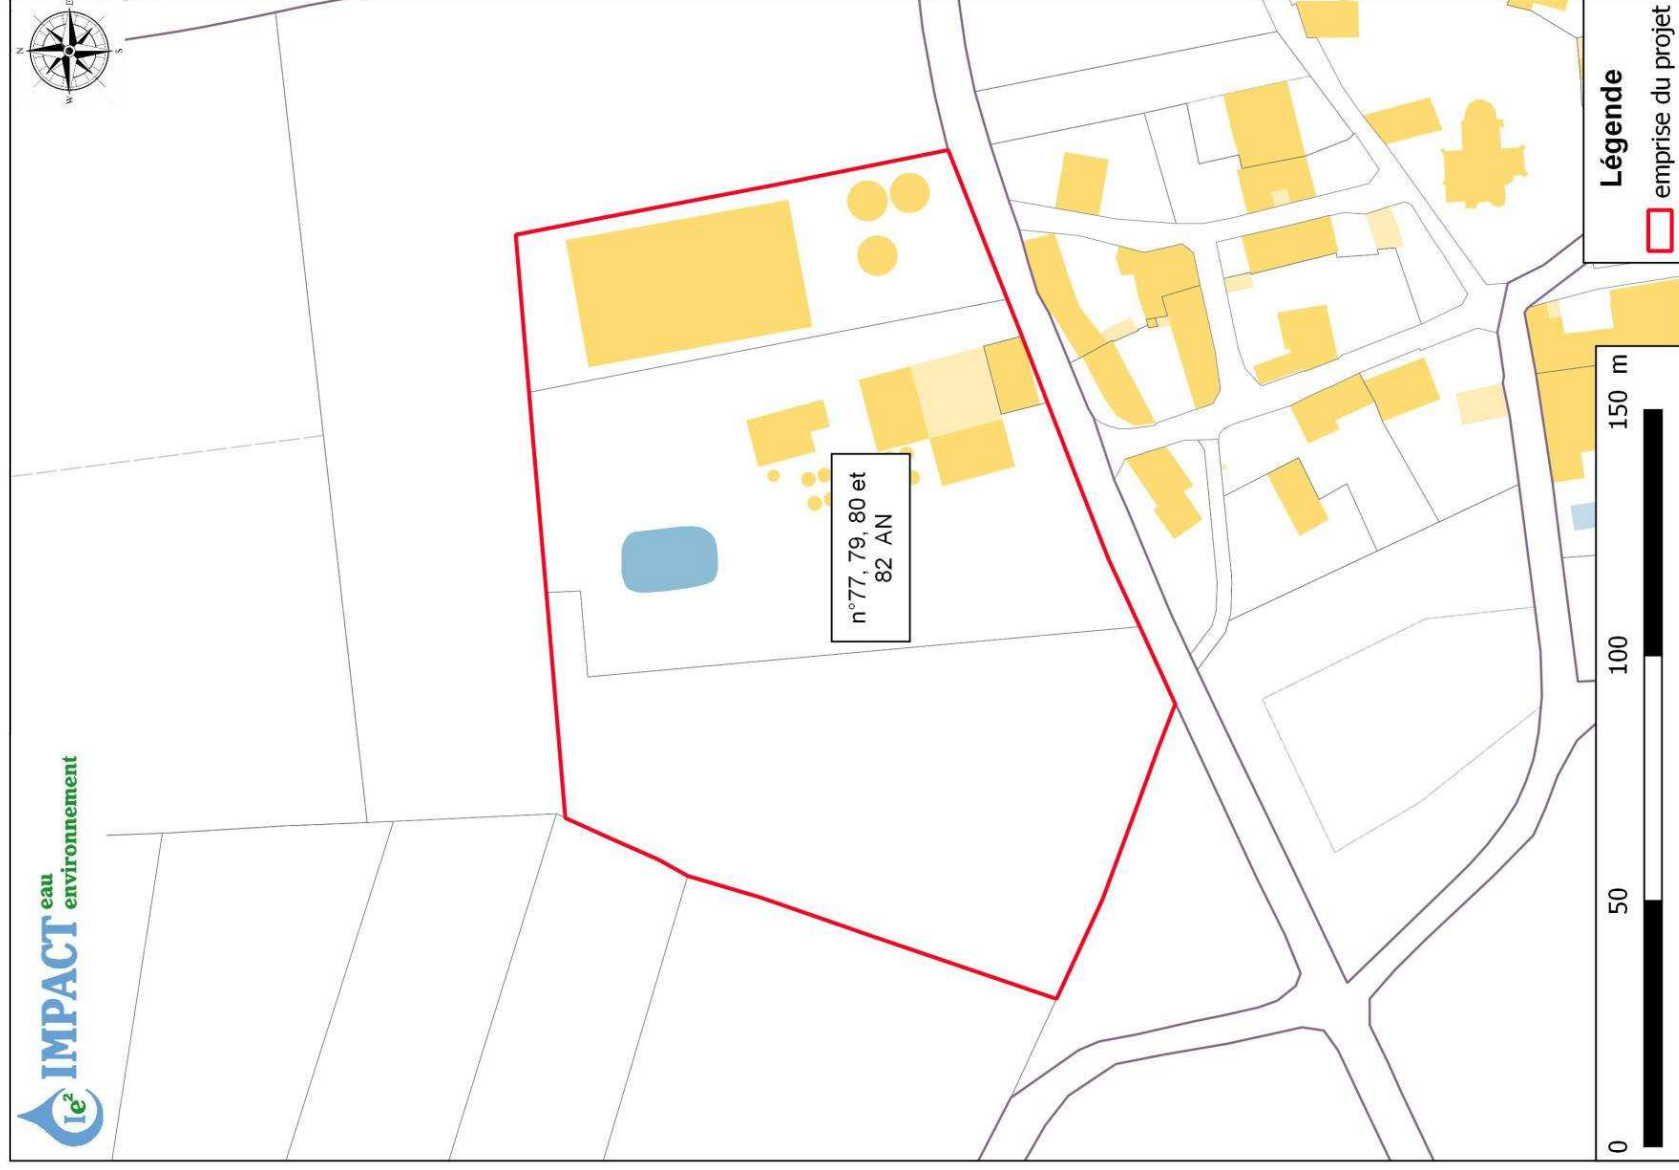 Ie² IMPACT eau
environnement
N
E
S
W
n°77, 79, 80 et
82 AN
Légende
emprise du projet
0 50 100 150 m